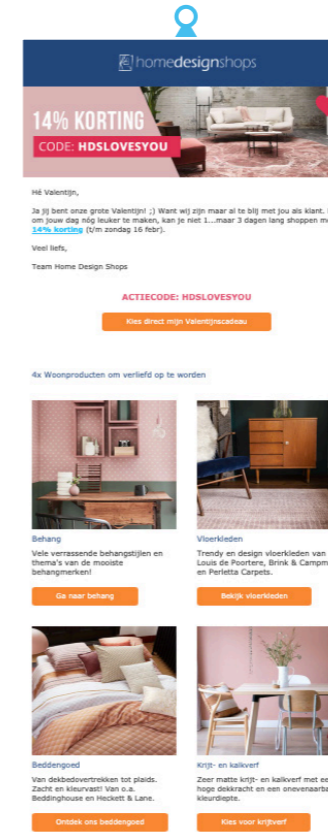 homedesignshops
14% KORTING
CODE: HDSLOVESYOU
Hé Valentijn,
Ja jij bent onze grote Valentijn! ;) Want wij zijn maar al te blij met jou als klant.
om jouw dag nóg leuker te maken, kan je niet 1...maar 3 dagen lang shoppen
14% korting (t/m zondag 16 febr).
Veel liefs,
Team Home Design Shops
ACTIECODE: HDSLOVESYOU
Kies direct mijn Valentijnscadeau
4x Woonproducten om verliefd op te worden
Behang
Vele verrassende behangstijlen en
thema's van de mooiste
behangmerken!
Ga naar behang
Vloerkleden
Trendy en design vloerkleden van
Louis de Poortere, Brink &
en Perletta Carpets.
Bekijk vloerkleden
Beddengoed
Van dekbedovertrekken tot plaids.
Zacht en kleurvast! Van o.a.
Beddinghouse en Heckett & Lane.
Ontdek ons beddengoed
Krijt- en kalkverf
Zeer matte krijt- en kalkverf met
hoge dekkracht en een
kleurdiepte.
Kies voor krijtverf